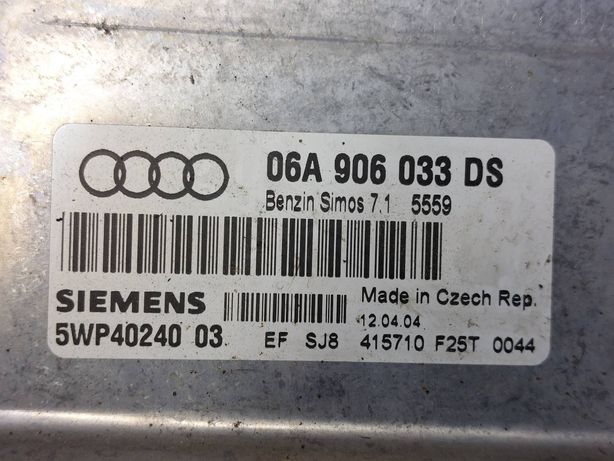 06A 906 033 DS
Benzin Simos 7.1 5559
SIEMENS
Made in Czech Rep.
12.04.04
5WP40240 03 EF SJ8 415710 F25T 0044